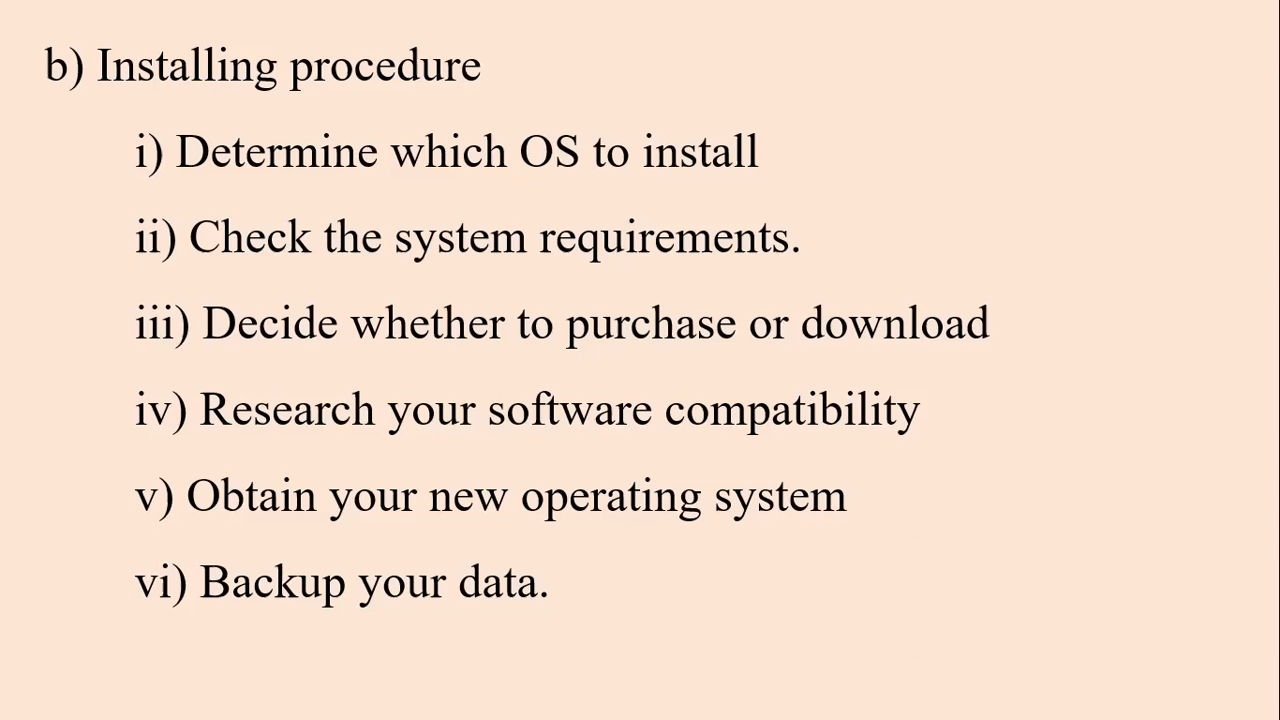 b) Installing procedure
i) Determine which OS to install
ii) Check the system requirements.
iii) Decide whether to purchase or download
iv) Research your software compatibility
v) Obtain your new operating system
vi) Backup your data.